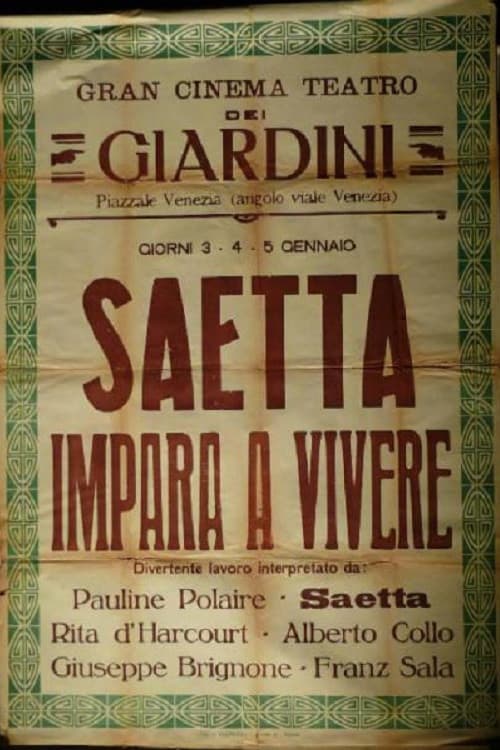 GRAN CINEMA TEATRO
DEI
GIARDINI
Piazzale Venezia (angolo viale Venezia)
GIORNI 3 - 4 - 5 GENNAIO
SAETTA
IMPARA A VIVERE
Divertente lavoro interpretato da:
Pauline Polaire · Saetta
Rita d'Harcourt · Alberto Collo
Giuseppe Brignone · Franz Sala